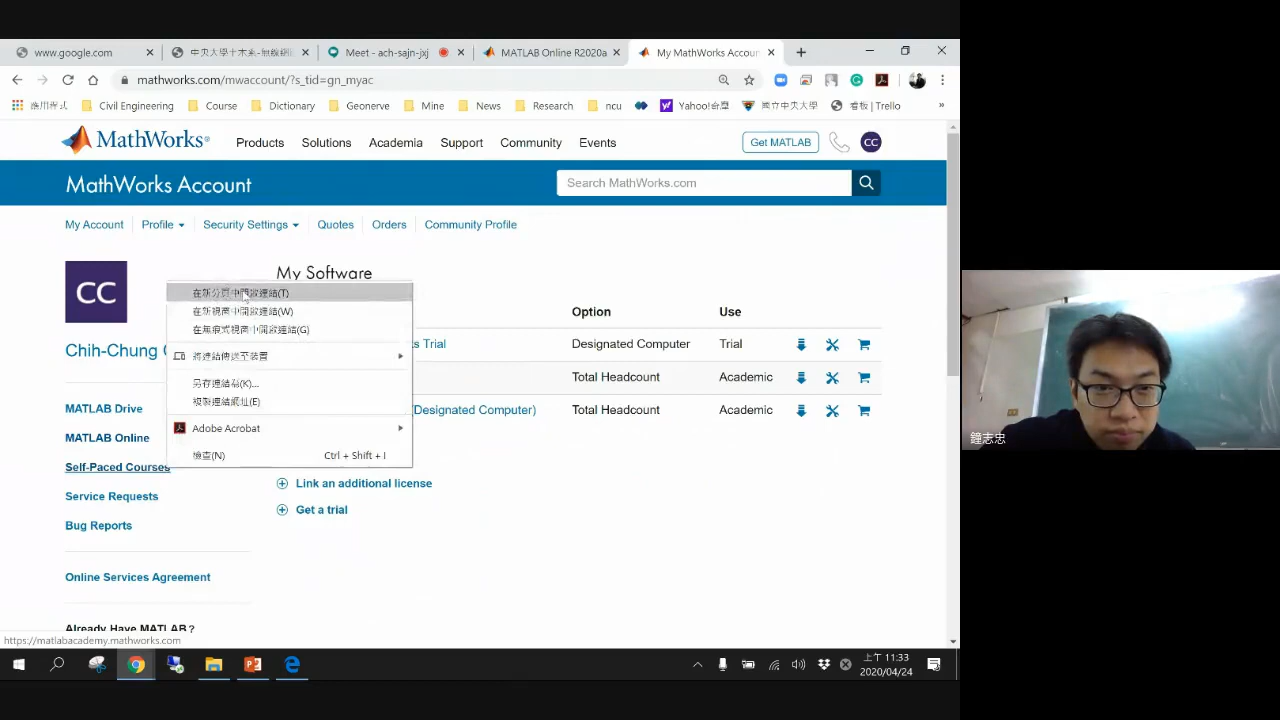 www.google.com
中央大學土木系-無線網
Meet - ach-sajn-jxj
MATLAB Online R2020a
My MathWorks Accoun
mathworks.com/mwaccount/?s_tid=gn_myac
應用程式
Civil Engineering
Course
Dictionary
Geonerve
Mine
News
Research
ncu
Yahoo!奇摩
國立中央大學
看板 | Trello
»
MathWorks®
Products
Solutions
Academia
Support
Community
Events
Get MATLAB
CC
MathWorks Account
Search MathWorks.com
My Account
Profile
Security Settings
Quotes
Orders
Community Profile
CC
My Software
在新分頁中開啟連結(T)
在新視窗中開啟連結(W)
在無痕式視窗中開啟連結(G)
將連結傳送至裝置
另存連結為(K)...
複製連結網址(E)
Adobe Acrobat
檢查(N)
Ctrl + Shift + I
Option
Use
Trial
Designated Computer
Trial
Total Headcount
Academic
(Designated Computer)
Total Headcount
Academic
Chih-Chung
MATLAB Drive
MATLAB Online
Self-Paced Courses
Service Requests
Bug Reports
Link an additional license
Get a trial
Online Services Agreement
Already Have MATLAB?
https://matlabacademy.mathworks.com
上午 11:33
2020/04/24
鐘志忠